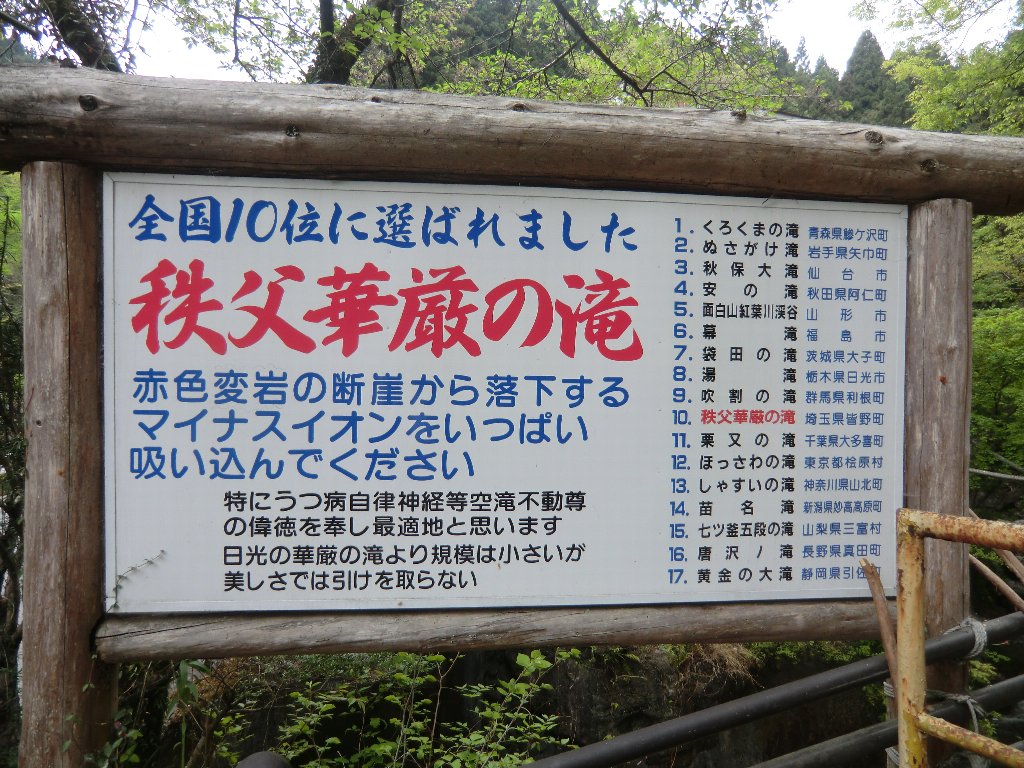 全国10位に選ばれました
秩父華厳の滝
赤色変岩の断崖から落下する
マイナスイオンをいっぱい
吸い込んでください
特にうつ病自律神経等空滝不動尊
の偉徳を奉し最適地と思います
日光の華厳の滝より規模は小さいが
美しさでは引けを取らない
1. くろくまの滝 青森県鰺ケ沢町
2. ぬさがけ滝 岩手県矢巾町
3. 秋保大滝 仙台市
4. 安の滝 秋田県阿仁町
5. 面白山紅葉川渓谷 山形市
6. 幕滝 福島市
7. 袋田の滝 茨城県大子町
8. 湯滝 栃木県日光市
9. 吹割の滝 群馬県利根村
10. 秩父華厳の滝 埼玉県皆野町
11. 粟又の滝 千葉県大多喜町
12. ほっさわの滝 東京都桧原村
13. しゃすいの滝 神奈川県山北町
14. 苗名滝 新潟県妙高高原町
15. 七ツ釜五段の滝 山梨県三富村
16. 唐沢ノ滝 長野県真田町
17. 黄金の大滝 静岡県引佐町